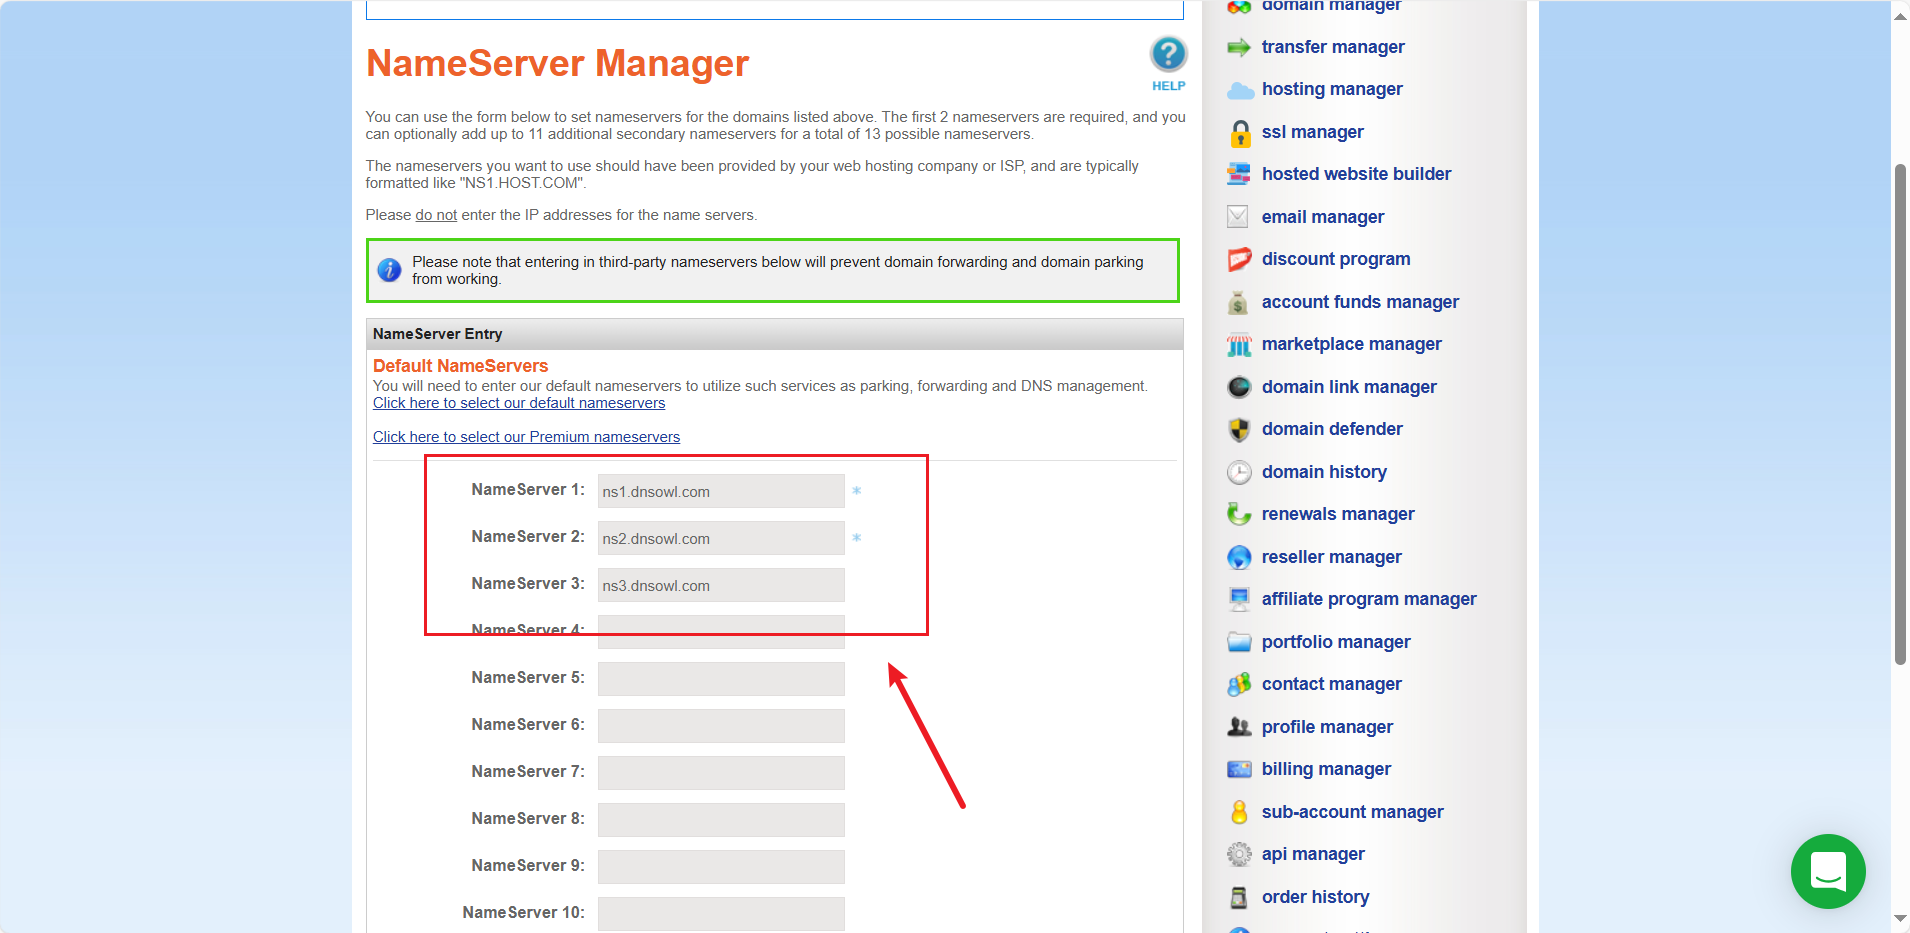 NameServer Manager
HELP
You can use the form below to set nameservers for the domains listed above. The first 2 nameservers are required, and you
can optionally add up to 11 additional secondary nameservers for a total of 13 possible nameservers.
The nameservers you want to use should have been provided by your web hosting company or ISP, and are typically
formatted like "NS1.HOST.COM".
Please do not enter the IP addresses for the name servers.
Please note that entering in third-party nameservers below will prevent domain forwarding and domain parking
from working.
NameServer Entry
Default NameServers
You will need to enter our default nameservers to utilize such services as parking, forwarding and DNS management.
Click here to select our default nameservers
Click here to select our Premium nameservers
NameServer 1: ns1.dnsowl.com *
NameServer 2: ns2.dnsowl.com *
NameServer 3: ns3.dnsowl.com
NameServer 4:
NameServer 5:
NameServer 6:
NameServer 7:
NameServer 8:
NameServer 9:
NameServer 10:
domain manager
transfer manager
hosting manager
ssl manager
hosted website builder
email manager
discount program
account funds manager
marketplace manager
domain link manager
domain defender
domain history
renewals manager
reseller manager
affiliate program manager
portfolio manager
contact manager
profile manager
billing manager
sub-account manager
api manager
order history